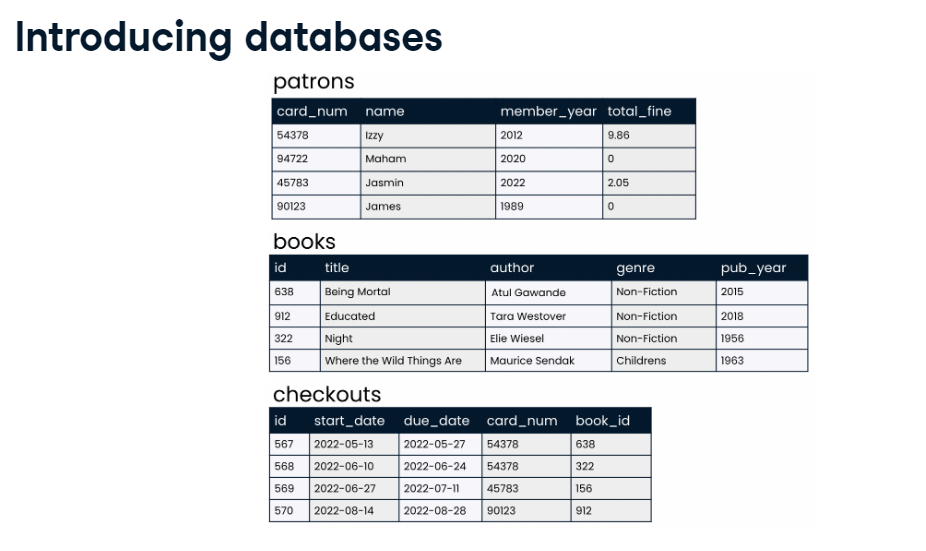 Introducing databases
patrons
card_num name member_year total_fine
54378 Izzy 2012 9.86
94722 Maham 2020 0
45783 Jasmin 2022 2.05
90123 James 1989 0
books
id title author genre pub_year
638 Being Mortal Atul Gawande Non-Fiction 2015
912 Educated Tara Westover Non-Fiction 2018
322 Night Elie Wiesel Non-Fiction 1956
156 Where the Wild Things Are Maurice Sendak Childrens 1963
checkouts
id start_date due_date card_num book_id
567 2022-05-13 2022-05-27 54378 638
568 2022-06-10 2022-06-24 54378 322
569 2022-06-27 2022-07-11 45783 156
570 2022-08-14 2022-08-28 90123 912